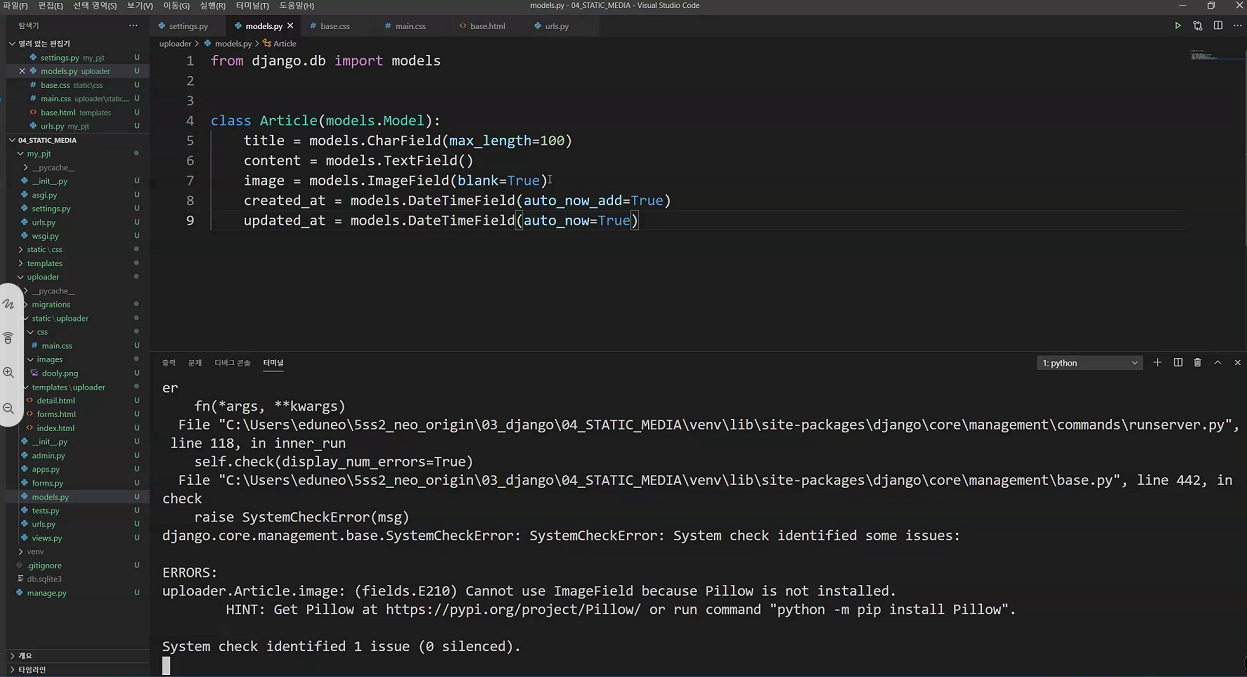 파일(F) 편집(E) 선택 영역(S) 보기(V) 이동(G) 실행(R) 터미널(T) 도움말(H)
models.py - 04_STATIC_MEDIA - Visual Studio Code
탐색기
열려 있는 편집기
settings.py my_pjt U
models.py uploader U
base.css static\css U
main.css uploader\static... U
base.html templates U
urls.py my_pjt U
04_STATIC_MEDIA
my_pjt
__pycache__
__init__.py U
asgi.py U
settings.py U
urls.py U
wsgi.py U
static \ css
templates
uploader
__pycache__
migrations
static \ uploader
css
main.css U
images
dooly.png U
templates \ uploader
detail.html U
forms.html U
index.html U
__init__.py U
admin.py U
apps.py U
forms.py U
models.py U
tests.py U
urls.py U
views.py U
venv
.gitignore U
db.sqlite3
manage.py U
개요
타임라인
settings.py
models.py
base.css
main.css
base.html
urls.py
uploader > models.py > Article
1 from django.db import models
2
3
4 class Article(models.Model):
5 title = models.CharField(max_length=100)
6 content = models.TextField()
7 image = models.ImageField(blank=True)
8 created_at = models.DateTimeField(auto_now_add=True)
9 updated_at = models.DateTimeField(auto_now=True)
출력 문제 디버그 콘솔 터미널
1: python
er
fn(*args, **kwargs)
File "C:\Users\eduneo\5ss2_neo_origin\03_django\04_STATIC_MEDIA\venv\lib\site-packages\django\core\management\commands\runserver.py",
line 118, in inner_run
self.check(display_num_errors=True)
File "C:\Users\eduneo\5ss2_neo_origin\03_django\04_STATIC_MEDIA\venv\lib\site-packages\django\core\management\base.py", line 442, in
check
raise SystemCheckError(msg)
django.core.management.base.SystemCheckError: SystemCheckError: System check identified some issues:
ERRORS:
uploader.Article.image: (fields.E210) Cannot use ImageField because Pillow is not installed.
HINT: Get Pillow at https://pypi.org/project/Pillow/ or run command "python -m pip install Pillow".
System check identified 1 issue (0 silenced).